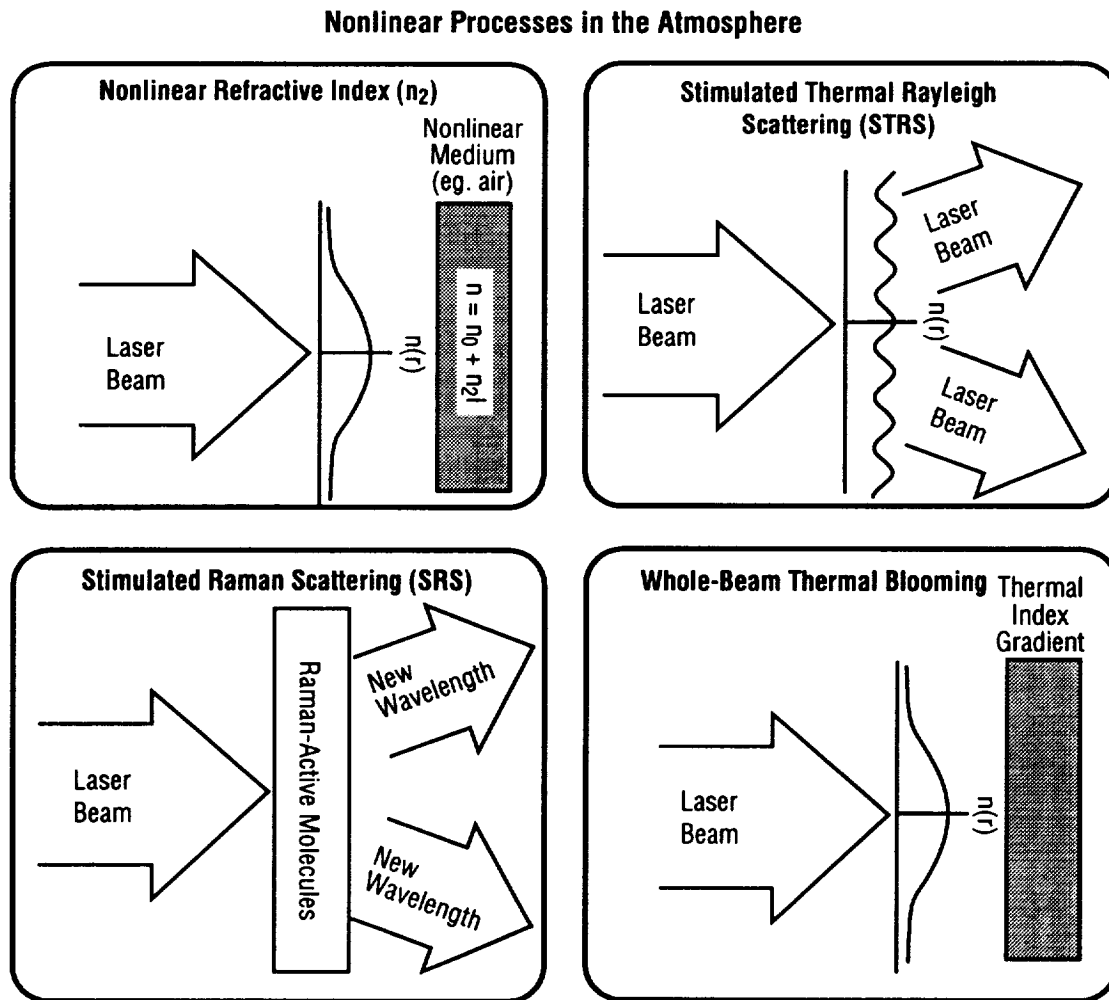 Nonlinear Processes in the Atmosphere
Nonlinear Refractive Index (n₂)
Nonlinear
Medium
(eg. air)
Laser
Beam
n(r)
n = n₀ + n₂I
Stimulated Thermal Rayleigh
Scattering (STRS)
Laser
Beam
n(r)
Laser
Beam
Laser
Beam
Stimulated Raman Scattering (SRS)
Laser
Beam
Raman-Active Molecules
New
Wavelength
New
Wavelength
Whole-Beam Thermal Blooming
Thermal
Index
Gradient
Laser
Beam
n(r)